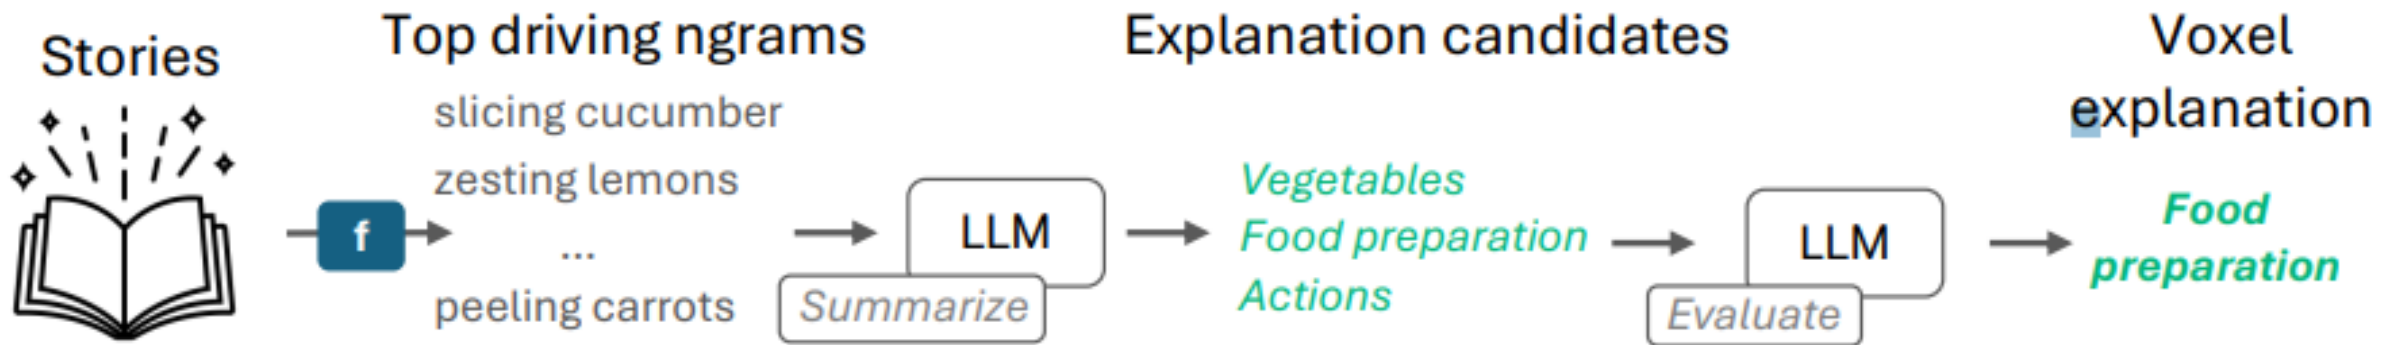 Stories
Top driving ngrams
slicing cucumber
zesting lemons
...
peeling carrots
f
LLM
Summarize
Explanation candidates
Vegetables
Food preparation
Actions
LLM
Evaluate
Voxel
explanation
Food
preparation